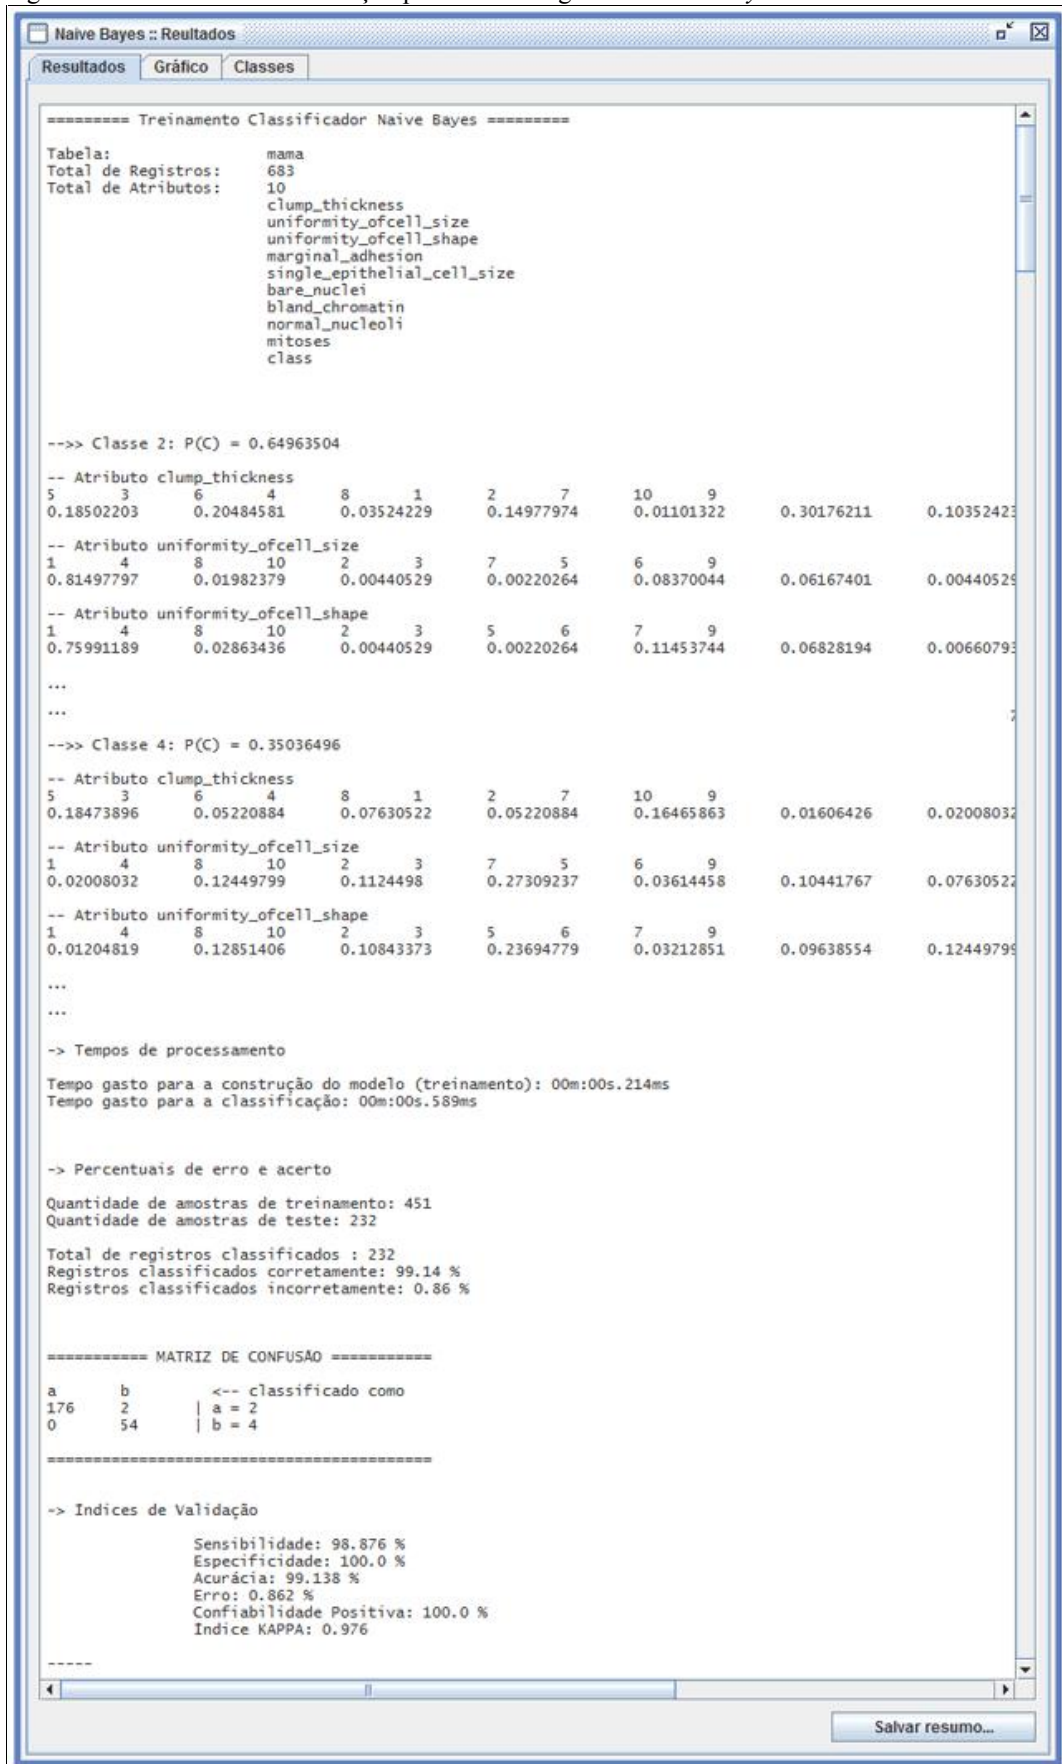 Naive Bayes :: Reultados
Resultados Gráfico Classes
========= Treinamento Classificador Naive Bayes =========
Tabela: mama
Total de Registros: 683
Total de Atributos: 10
clump_thickness
uniformity_ofcell_size
uniformity_ofcell_shape
marginal_adhesion
single_epithelial_cell_size
bare_nuclei
bland_chromatin
normal_nucleoli
mitoses
class
-->> Classe 2: P(C) = 0.64963504
-- Atributo clump_thickness
5 3 6 4 8 1 2 7 10 9
0.18502203 0.20484581 0.03524229 0.14977974 0.01101322 0.30176211 0.10352423
-- Atributo uniformity_ofcell_size
1 4 8 10 2 3 7 5 6 9
0.81497797 0.01982379 0.00440529 0.00220264 0.08370044 0.06167401 0.00440529
-- Atributo uniformity_ofcell_shape
1 4 8 10 2 3 5 6 7 9
0.75991189 0.02863436 0.00440529 0.00220264 0.11453744 0.06828194 0.00660793
...
...
-->> Classe 4: P(C) = 0.35036496
-- Atributo clump_thickness
5 3 6 4 8 1 2 7 10 9
0.18473896 0.05220884 0.07630522 0.05220884 0.16465863 0.01606426 0.02008032
-- Atributo uniformity_ofcell_size
1 4 8 10 2 3 7 5 6 9
0.02008032 0.12449799 0.1124498 0.27309237 0.03614458 0.10441767 0.07630522
-- Atributo uniformity_ofcell_shape
1 4 8 10 2 3 5 6 7 9
0.01204819 0.12851406 0.10843373 0.23694779 0.03212851 0.09638554 0.12449799
...
...
-> Tempos de processamento
Tempo gasto para a construção do modelo (treinamento): 00m:00s.214ms
Tempo gasto para a classificação: 00m:00s.589ms
-> Percentuais de erro e acerto
Quantidade de amostras de treinamento: 451
Quantidade de amostras de teste: 232
Total de registros classificados : 232
Registros classificados corretamente: 99.14 %
Registros classificados incorretamente: 0.86 %
=========== MATRIZ DE CONFUSÃO ===========
a b <-- classificado como
176 2 | a = 2
0 54 | b = 4
==========================================
-> Indices de Validação
Sensibilidade: 98.876 %
Especificidade: 100.0 %
Acurácia: 99.138 %
Erro: 0.862 %
Confiabilidade Positiva: 100.0 %
Índice KAPPA: 0.976
-----
Salvar resumo...